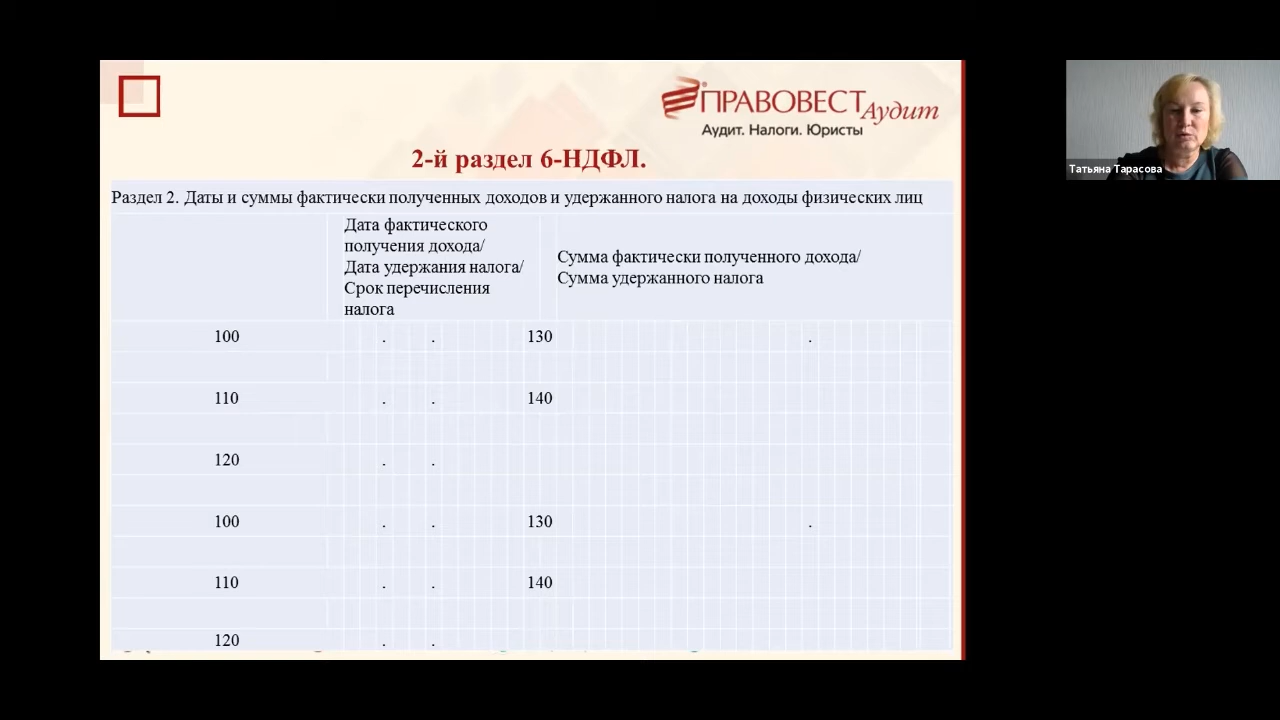 ПРАВОВЕСТ Аудит
Аудит. Налоги. Юристы
2-й раздел 6-НДФЛ.
Татьяна Тарасова
Раздел 2. Даты и суммы фактически полученных доходов и удержанного налога на доходы физических лиц
Дата фактического
получения дохода/
Дата удержания налога/
Срок перечисления
налога
Сумма фактически полученного дохода/
Сумма удержанного налога
100 . . 130 .
110 . . 140
120 . .
100 . . 130 .
110 . . 140
120 . .